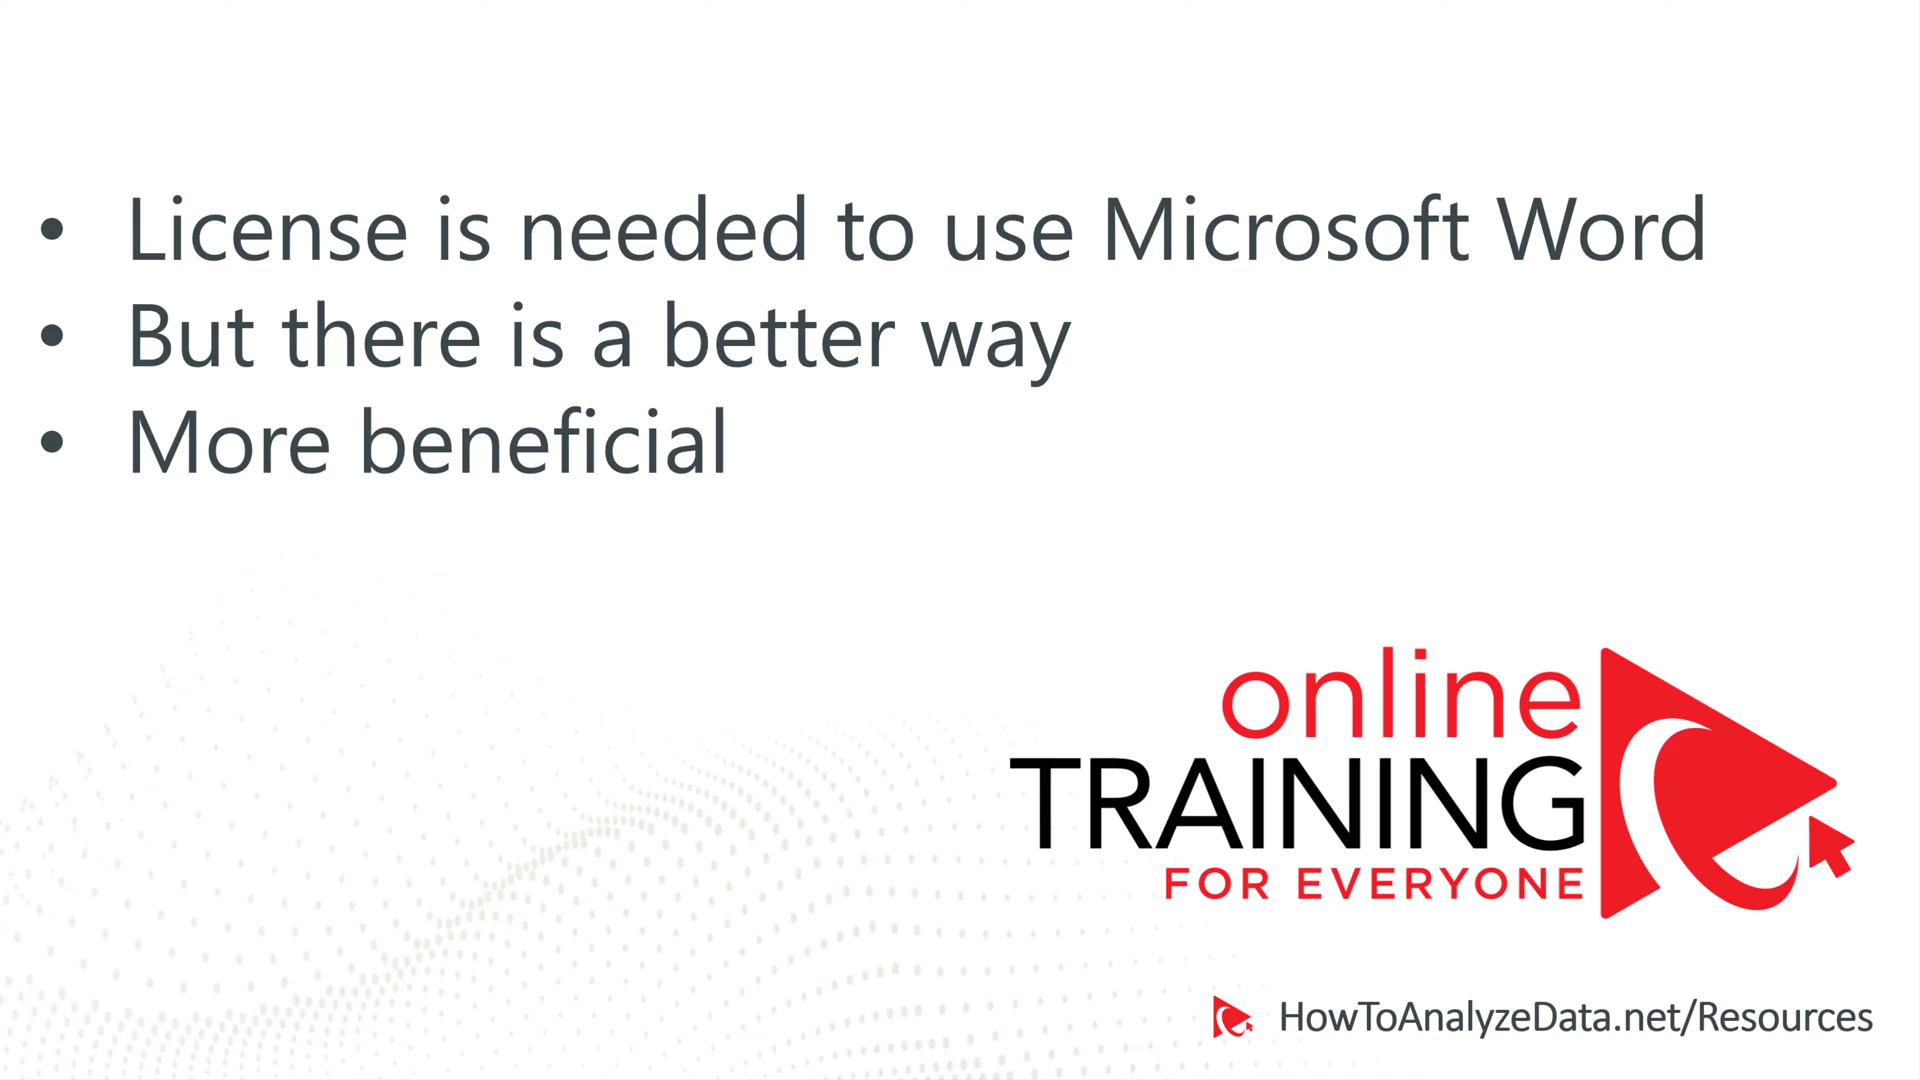 • License is needed to use Microsoft Word
• But there is a better way
• More beneficial
online
TRAINING
FOR EVERYONE
HowToAnalyzeData.net/Resources